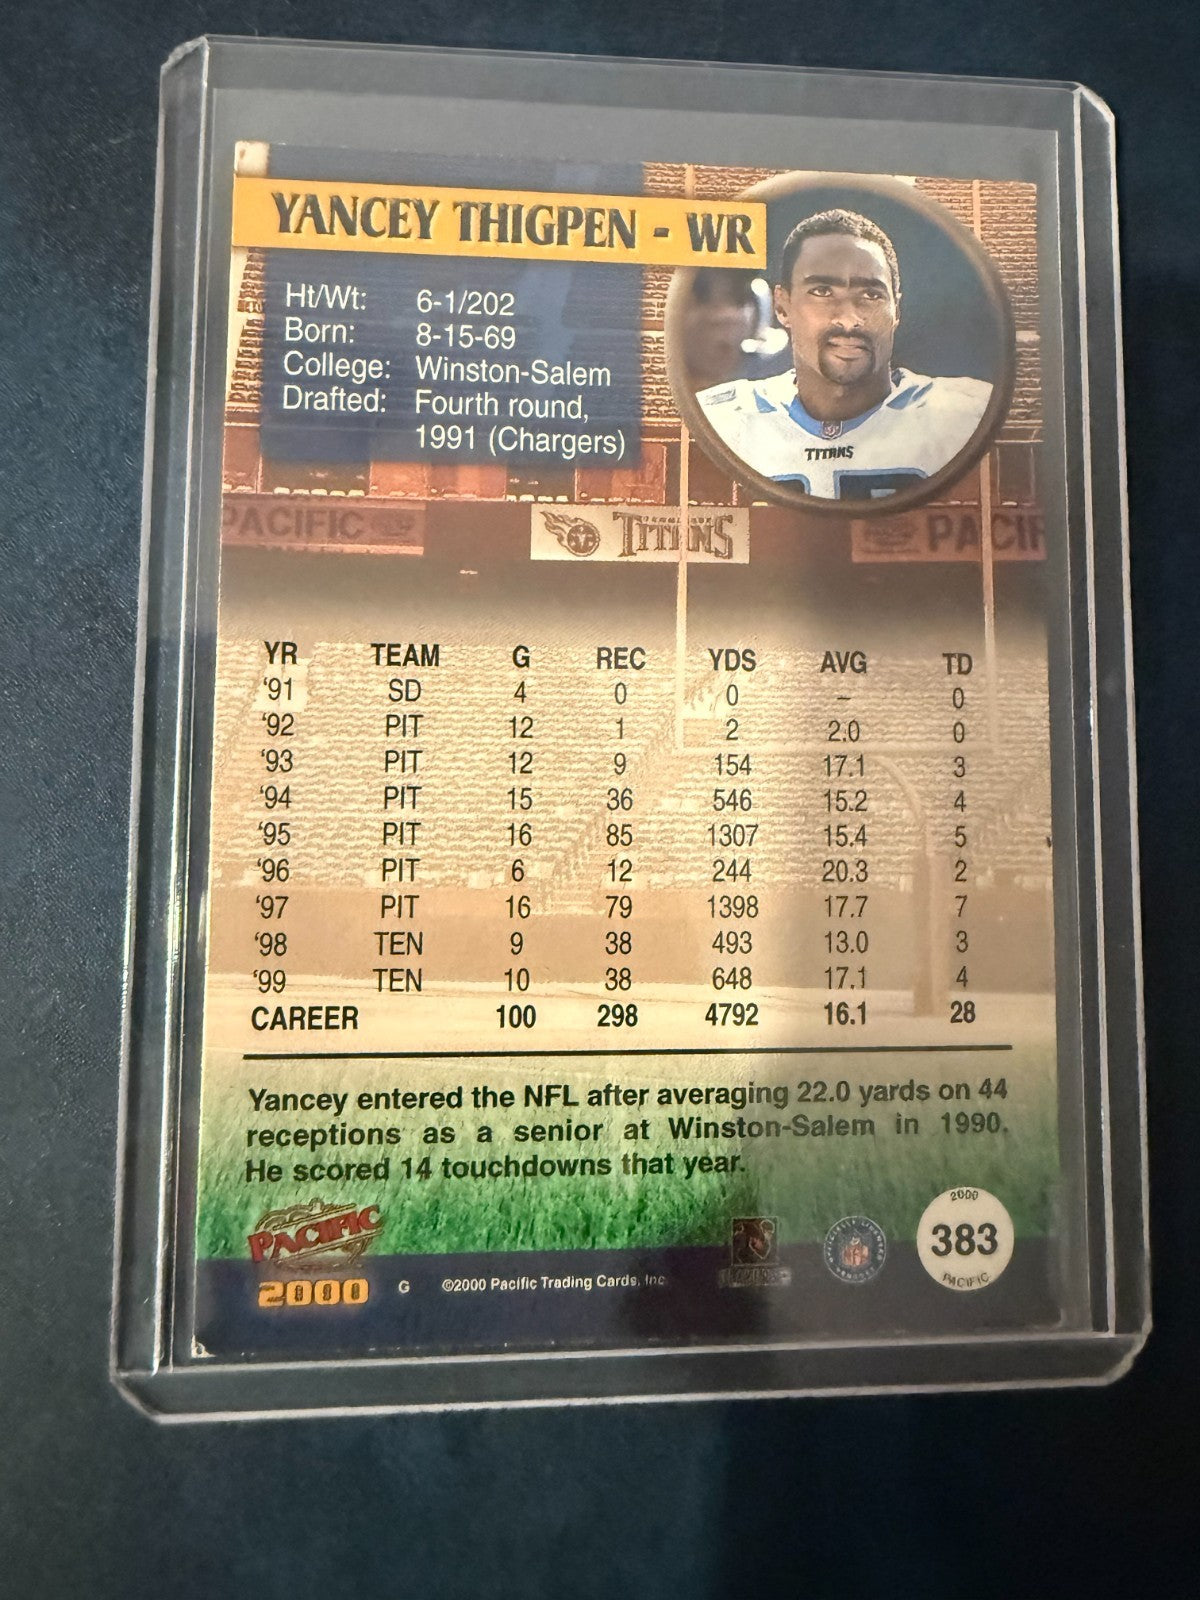 YANCEY THIGPEN - WR
Ht/Wt: 6-1/202
Born: 8-15-69
College: Winston-Salem
Drafted: Fourth round,
1991 (Chargers)
TITANS
PACIFIC
TITANS
PACIF
YR TEAM G REC YDS AVG TD
'91 SD 4 0 0 – 0
'92 PIT 12 1 2 2.0 0
'93 PIT 12 9 154 17.1 3
'94 PIT 15 36 546 15.2 4
'95 PIT 16 85 1307 15.4 5
'96 PIT 6 12 244 20.3 2
'97 PIT 16 79 1398 17.7 7
'98 TEN 9 38 493 13.0 3
'99 TEN 10 38 648 17.1 4
CAREER 100 298 4792 16.1 28
Yancey entered the NFL after averaging 22.0 yards on 44
receptions as a senior at Winston-Salem in 1990.
He scored 14 touchdowns that year.
PACIFIC
2000
G
©2000 Pacific Trading Cards, Inc
NFL
2000
383
PACIFIC